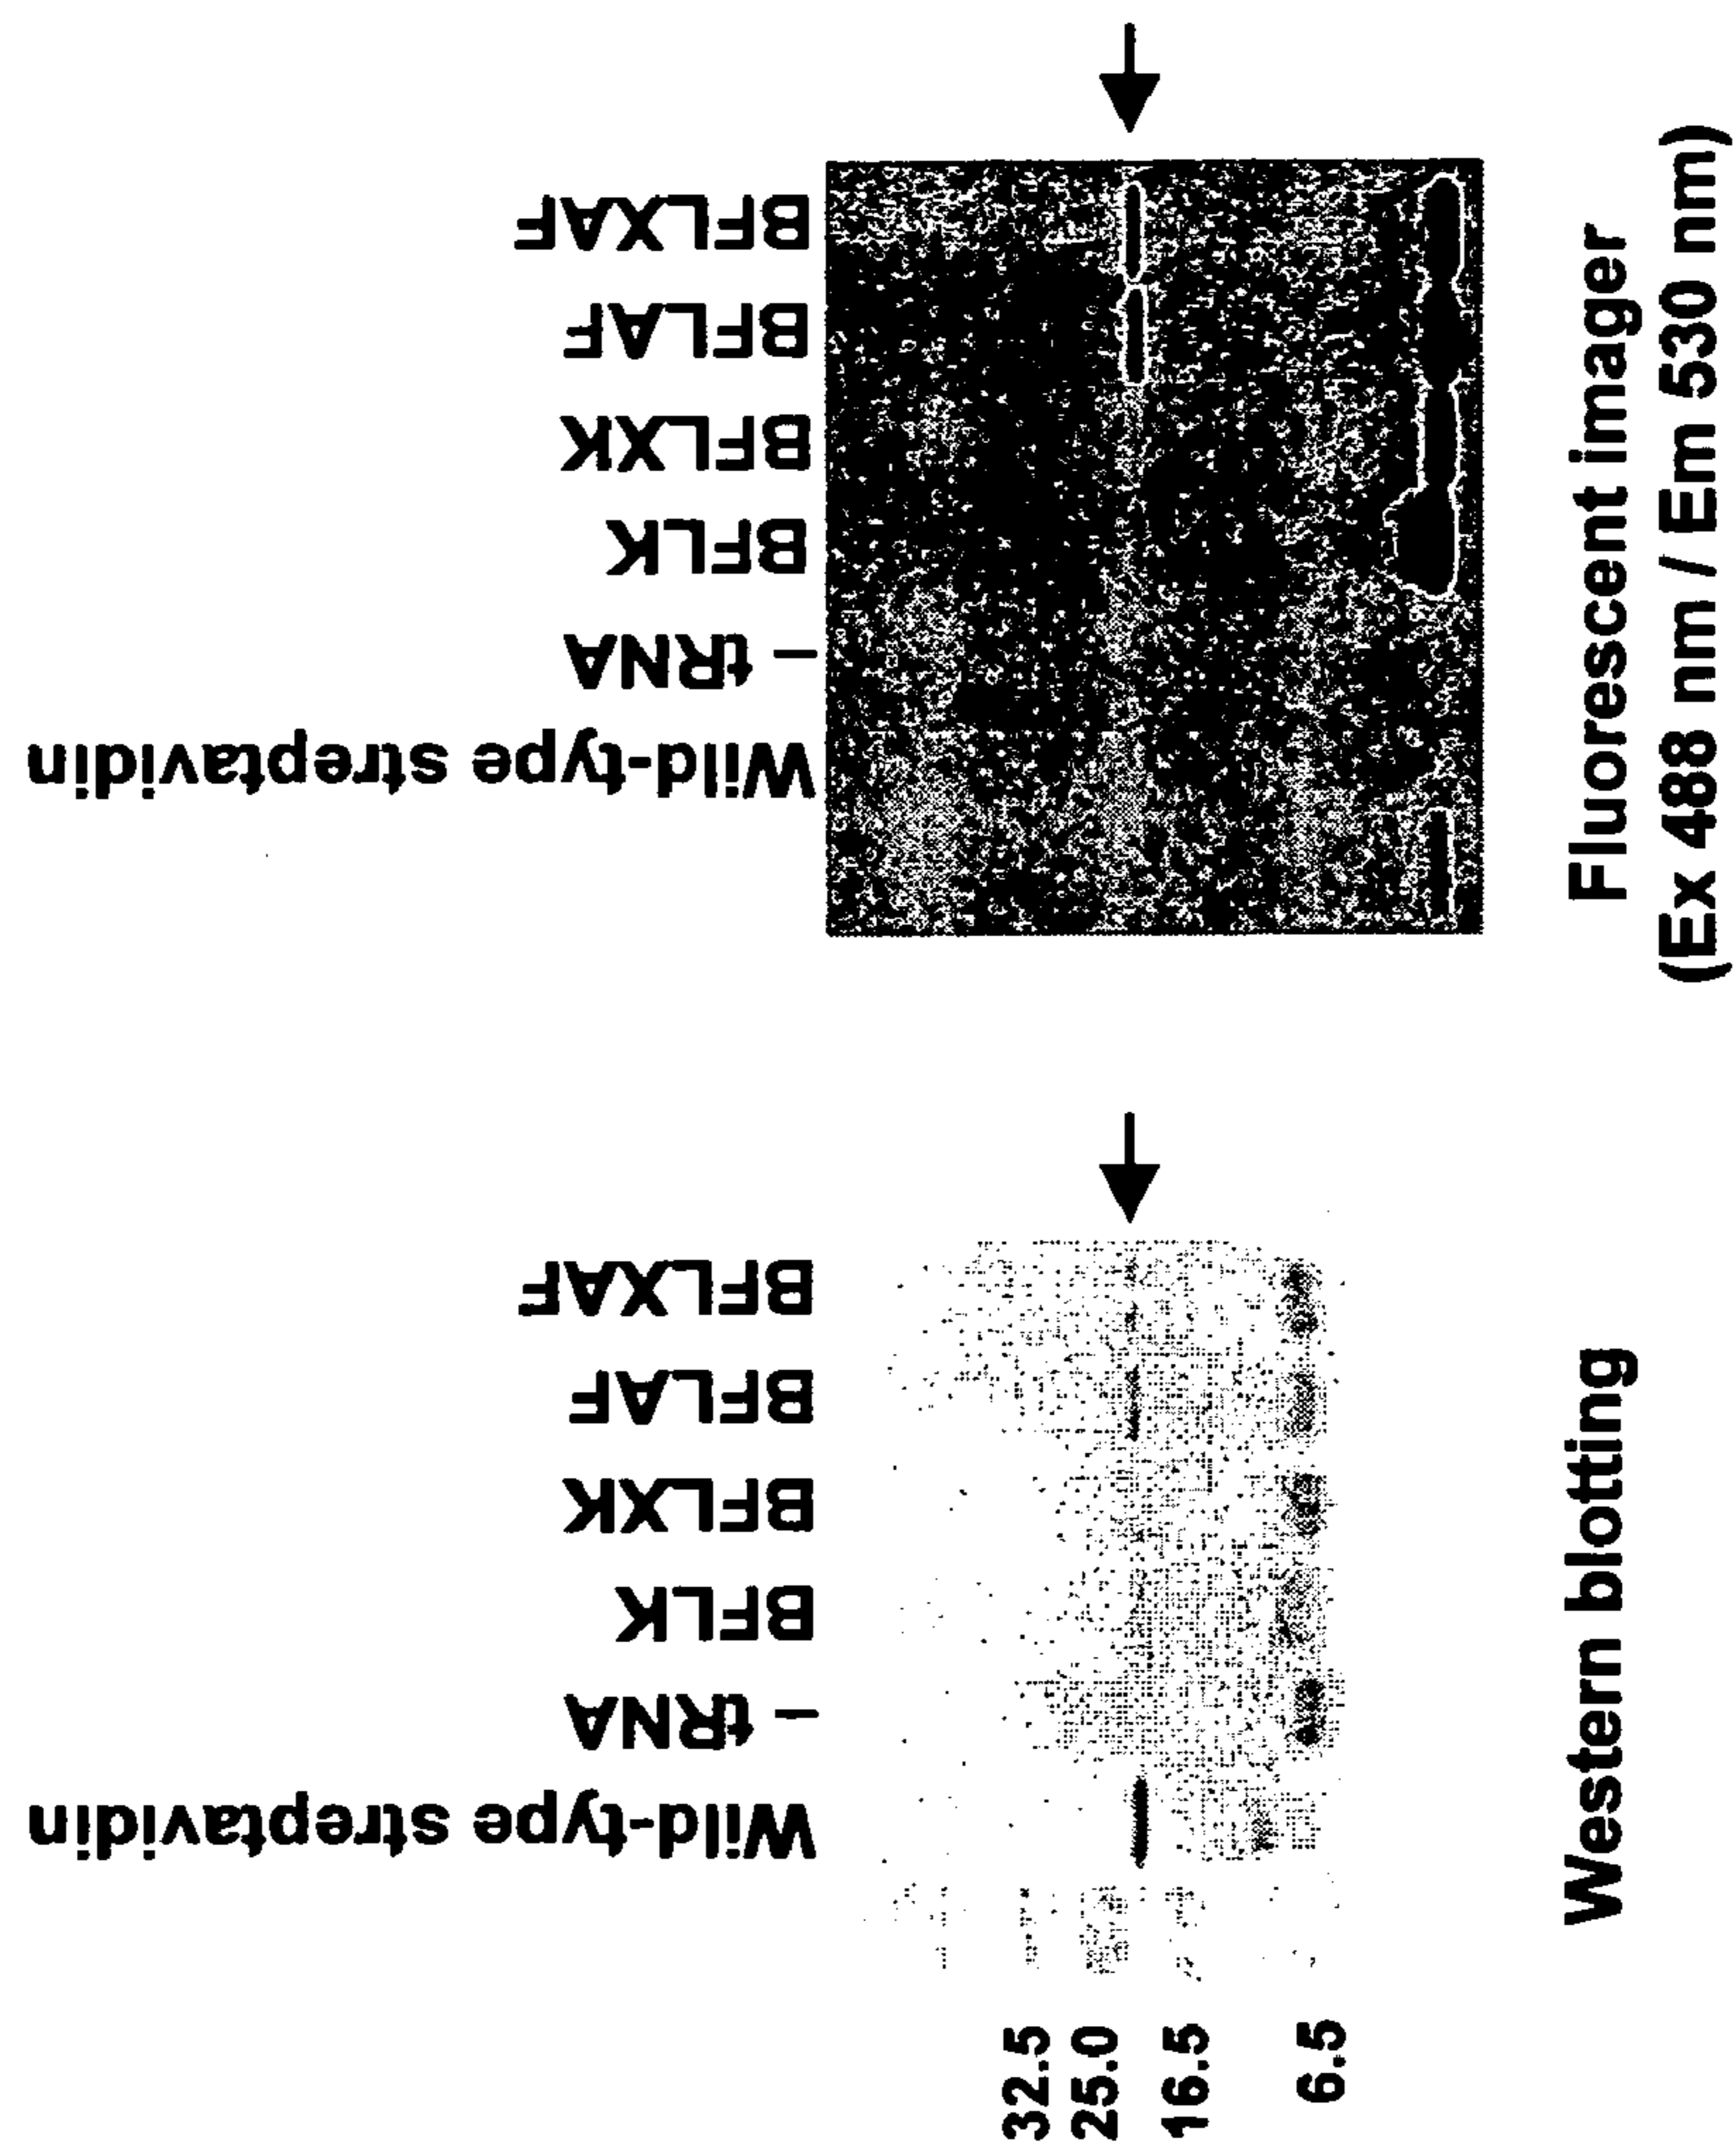 Wild-type streptavidin
– tRNA
BFLK
BFLXK
BFLAF
BFLXAF
32.5
25.0
16.5
6.5
Western blotting
Wild-type streptavidin
– tRNA
BFLK
BFLXK
BFLAF
BFLXAF
Fluorescent imager
(Ex 488 nm / Em 530 nm)